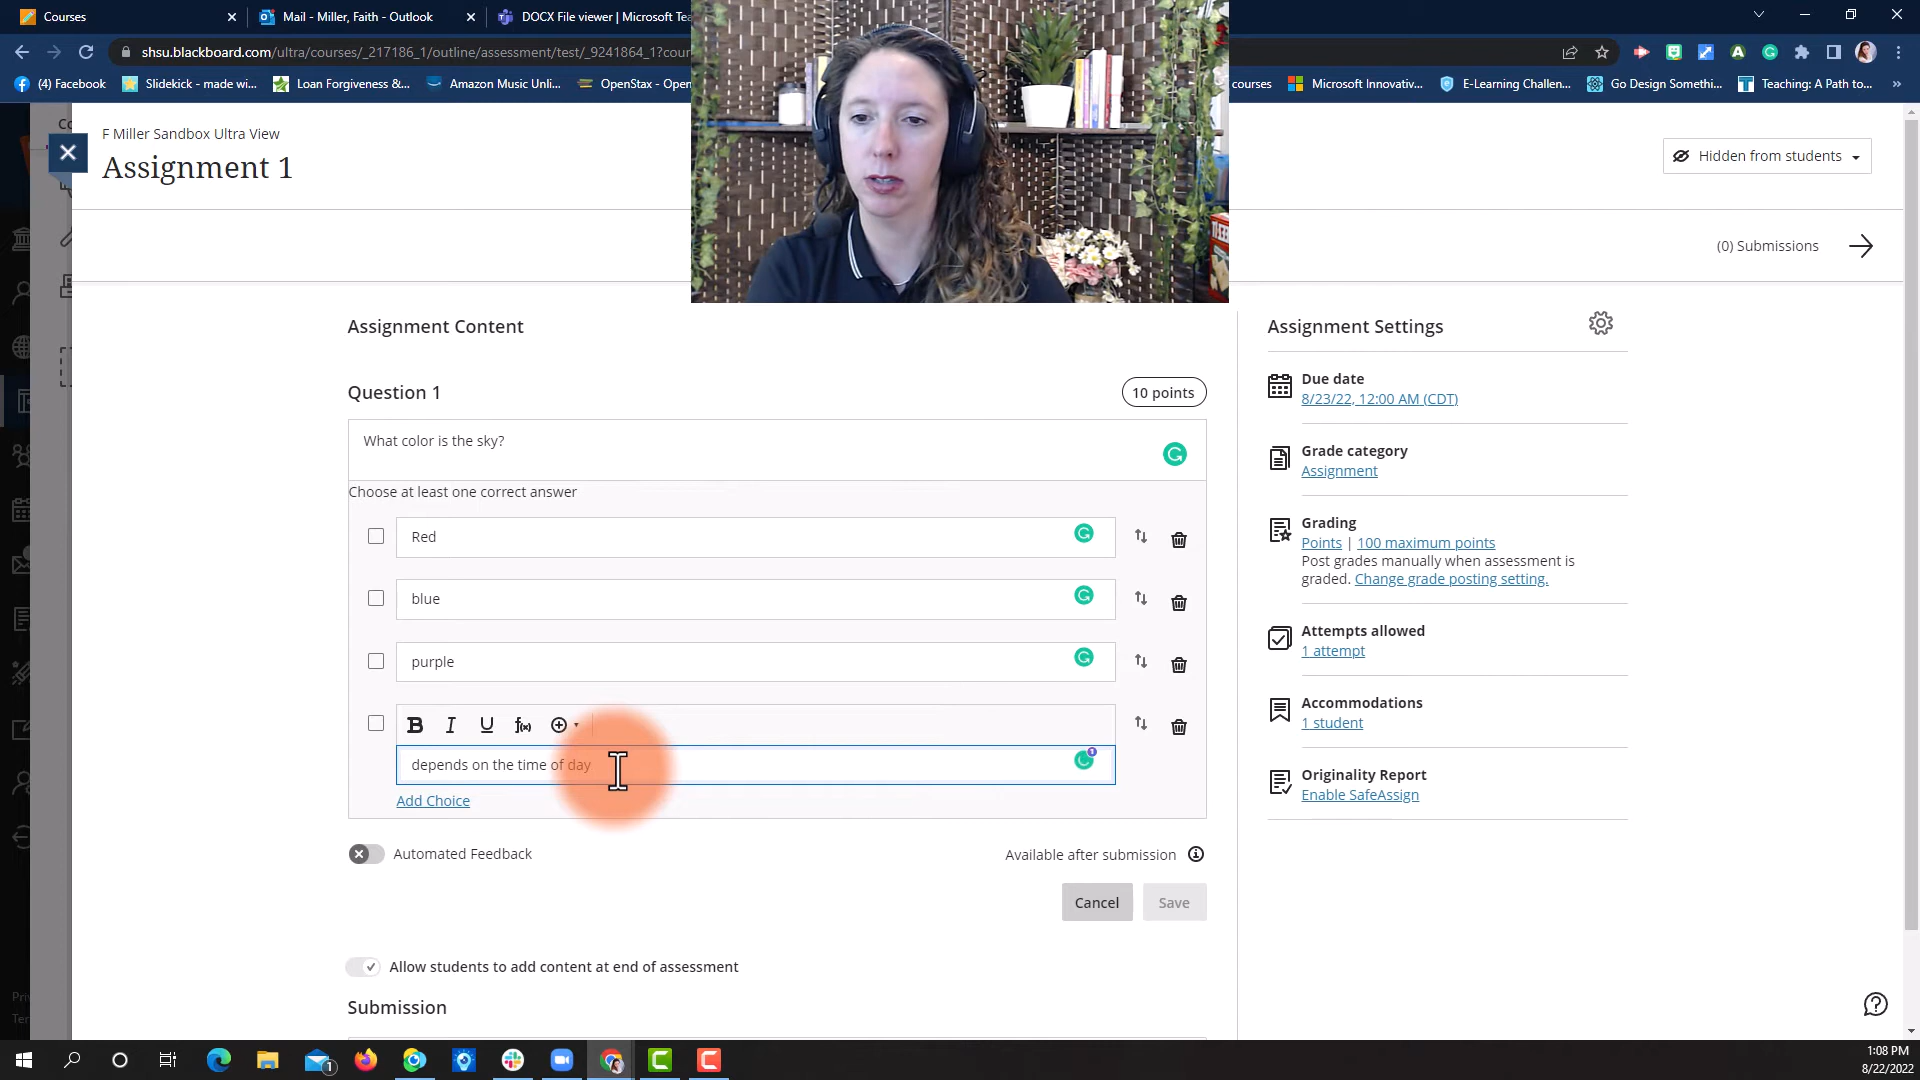 Courses
Mail - Miller, Faith - Outlook
DOCX File viewer | Microsoft Tea
shsu.blackboard.com/ultra/courses/_217186_1/outline/assessment/test/_9241864_1?cour
(4) Facebook
Slidekick - made wi...
Loan Forgiveness &...
Amazon Music Unli...
OpenStax - Open
courses
Microsoft Innovativ...
E-Learning Challen...
Go Design Somethi...
Teaching: A Path to...
F Miller Sandbox Ultra View
Assignment 1
Hidden from students
(0) Submissions
Assignment Content
Question 1
10 points
What color is the sky?
Choose at least one correct answer
Red
blue
purple
B I U f(x)
depends on the time of day
Add Choice
Automated Feedback
Available after submission
Cancel
Save
Allow students to add content at end of assessment
Submission
Assignment Settings
Due date
8/23/22, 12:00 AM (CDT)
Grade category
Assignment
Grading
Points | 100 maximum points
Post grades manually when assessment is
graded. Change grade posting setting.
Attempts allowed
1 attempt
Accommodations
1 student
Originality Report
Enable SafeAssign
1:08 PM
8/22/2022